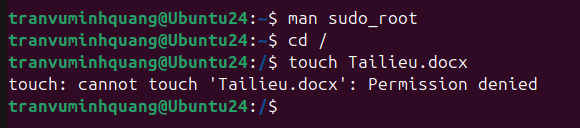 tranvuminhquang@Ubuntu24:~$ man sudo_root
tranvuminhquang@Ubuntu24:~$ cd /
tranvuminhquang@Ubuntu24:/$ touch Tailieu.docx
touch: cannot touch 'Tailieu.docx': Permission denied
tranvuminhquang@Ubuntu24:/$